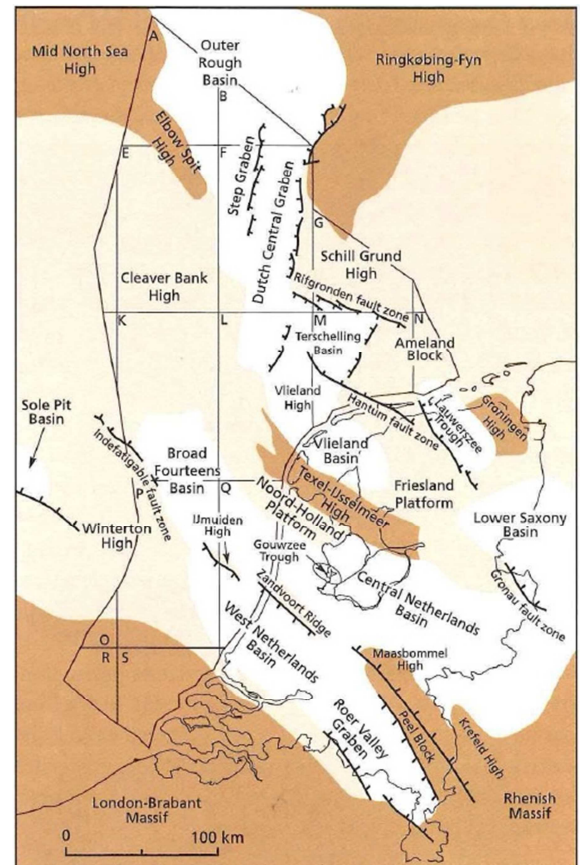 Mid North Sea
High
A
Outer
Rough
Basin
B
Ringkøbing-Fyn
High
Elbow Spit
High
E
F
Step Graben
Dutch Central Graben
G
Schill Grund
High
Cleaver Bank
High
Rifgronden fault zone
K
L
M
N
Terschelling
Basin
Ameland
Block
Vlieland
High
Hantum fault zone
Lauwerszee
Trough
Groningen
High
Sole Pit
Basin
Indefatigable fault zone
Broad
Fourteens
Basin
Vlieland
Basin
Texel-IJsselmeer
High
Friesland
Platform
P
Q
Noord-Holland
Platform
Winterton
High
IJmuiden
High
Lower Saxony
Basin
Gouwzee
Trough
Zandvoort Ridge
Central Netherlands
Basin
Gronau fault zone
West Netherlands
Basin
O
R
S
Maasbommel
High
Roer Valley
Graben
Peel Block
Krefeld High
London-Brabant
Massif
Rhenish
Massif
0
100 km